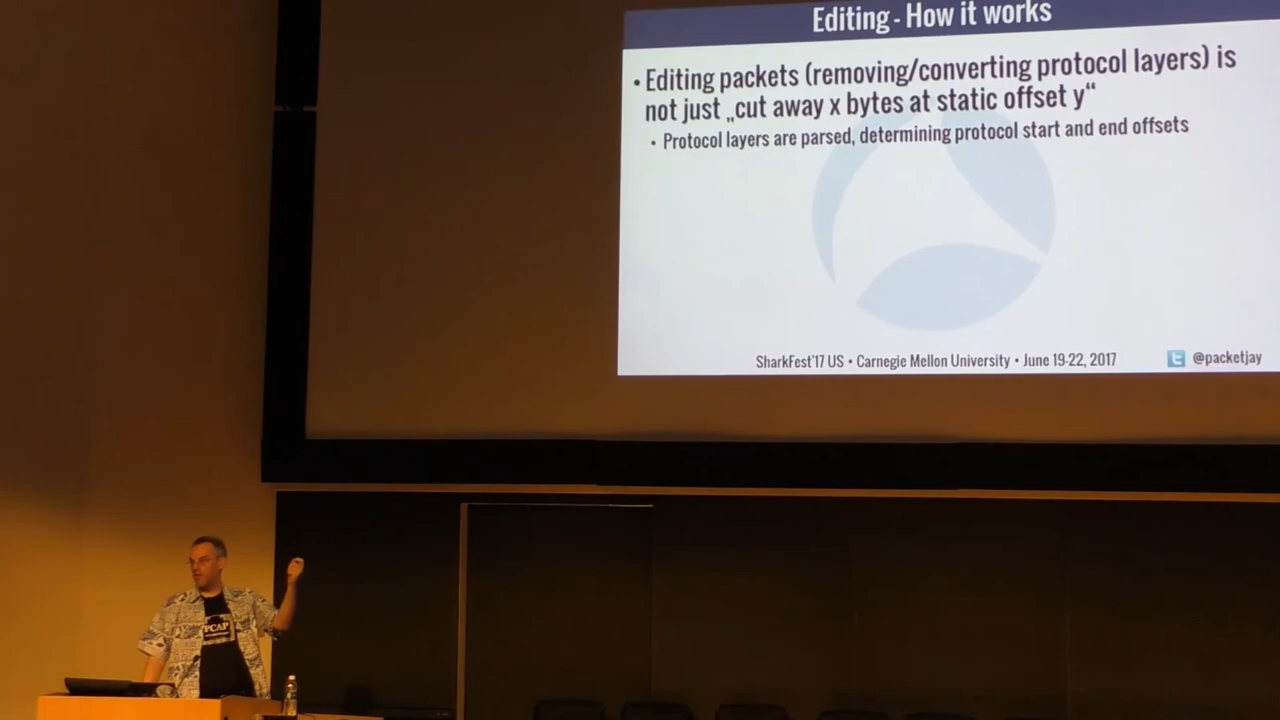 Editing - How it works
• Editing packets (removing/converting protocol layers) is
not just „cut away x bytes at static offset y“
• Protocol layers are parsed, determining protocol start and end offsets
SharkFest'17 US • Carnegie Mellon University • June 19-22, 2017
@packetjay
PCAP